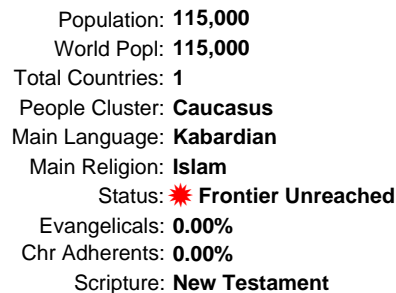 Population: 115,000
World Popl: 115,000
Total Countries: 1
People Cluster: Caucasus
Main Language: Kabardian
Main Religion: Islam
Status: Frontier Unreached
Evangelicals: 0.00%
Chr Adherents: 0.00%
Scripture: New Testament